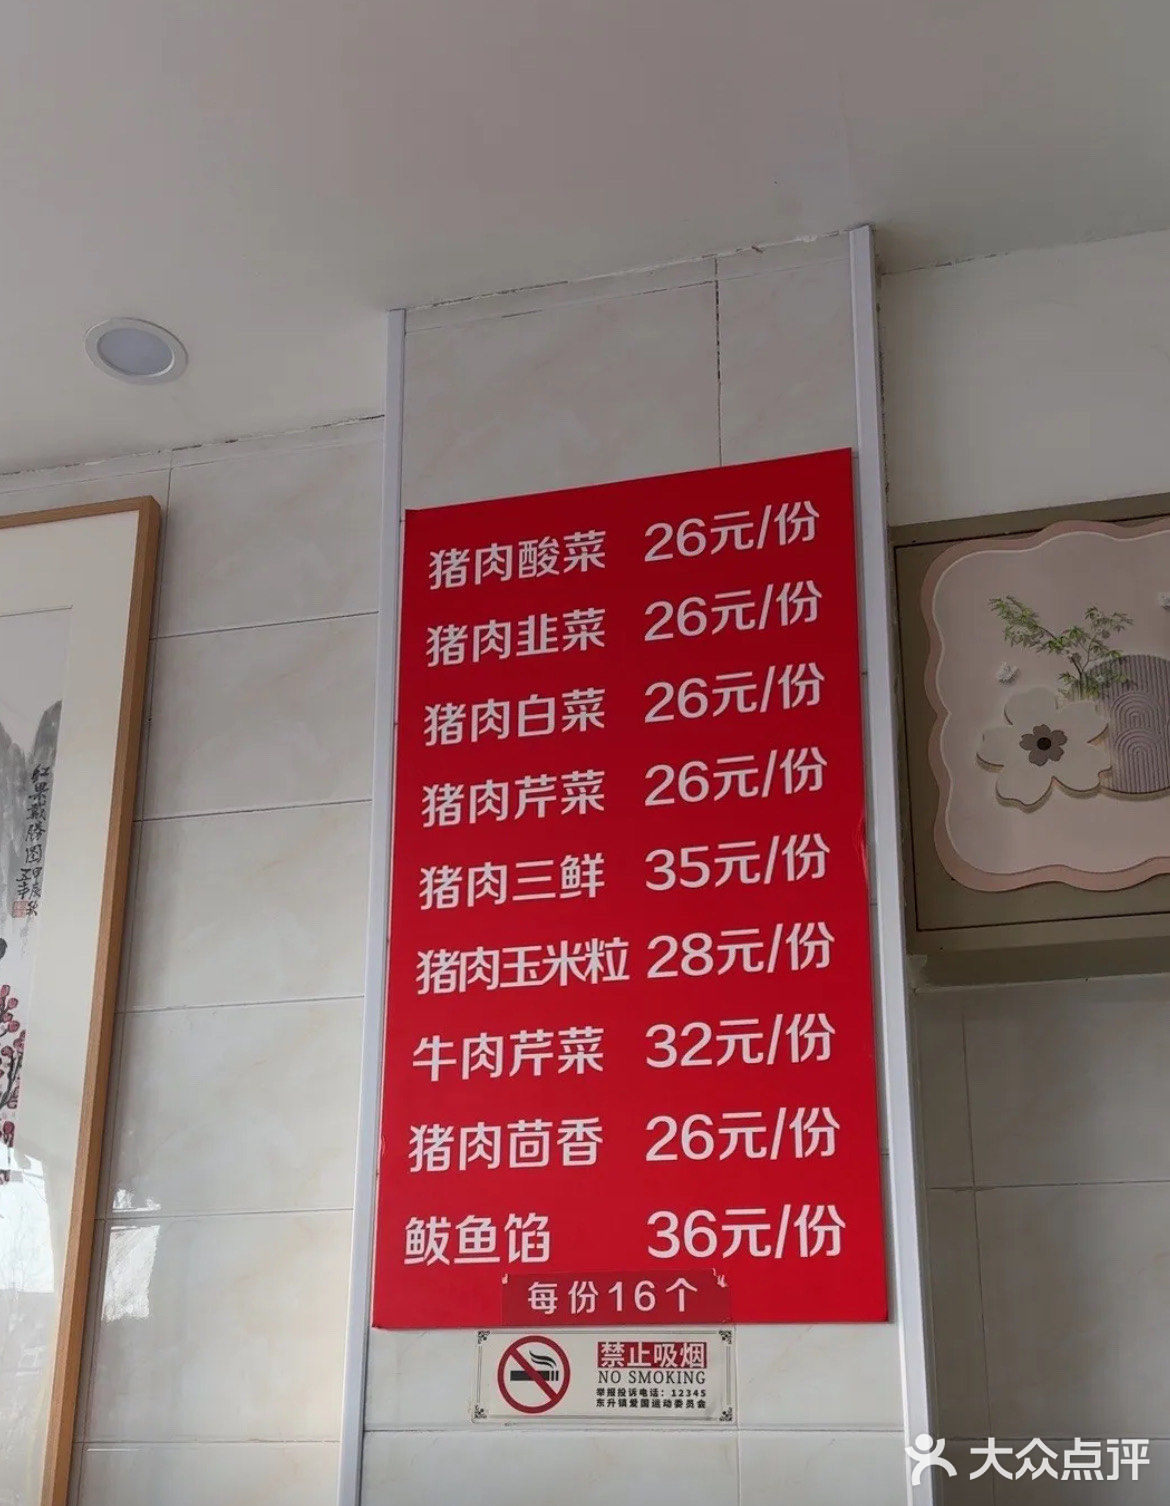 猪肉酸菜 26元/份
猪肉韭菜 26元/份
猪肉白菜 26元/份
猪肉芹菜 26元/份
猪肉三鲜 35元/份
猪肉玉米粒 28元/份
牛肉芹菜 32元/份
猪肉茴香 26元/份
鲅鱼馅 36元/份
每份16个
禁止吸烟
NO SMOKING
举报投诉电话：12345
东升镇爱国运动委员会
大众点评